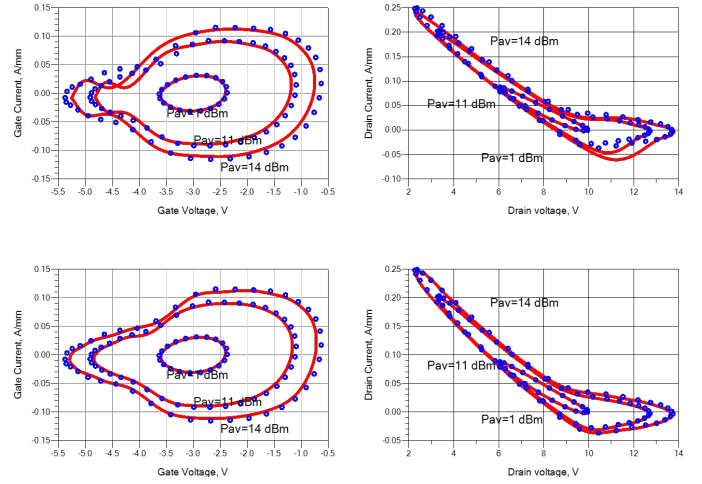 0.15
0.10
0.05
0.00
-0.05
-0.10
-0.15
-5.5 -5.0 -4.5 -4.0 -3.5 -3.0 -2.5 -2.0 -1.5 -1.0 -0.5
Gate Voltage, V
Gate Current, A/mm
Pav=1 dBm
Pav=11 dBm
Pav=14 dBm
0.25
0.20
0.15
0.10
0.05
0.00
-0.05
-0.10
2 4 6 8 10 12 14
Drain voltage, V
Drain Current, A/mm
Pav=14 dBm
Pav=11 dBm
Pav=1 dBm
0.15
0.10
0.05
0.00
-0.05
-0.10
-0.15
-5.5 -5.0 -4.5 -4.0 -3.5 -3.0 -2.5 -2.0 -1.5 -1.0 -0.5
Gate Voltage, V
Gate Current, A/mm
Pav=1 dBm
Pav=11 dBm
Pav=14 dBm
0.25
0.20
0.15
0.10
0.05
0.00
-0.05
2 4 6 8 10 12 14
Drain voltage, V
Drain Current, A/mm
Pav=14 dBm
Pav=11 dBm
Pav=1 dBm